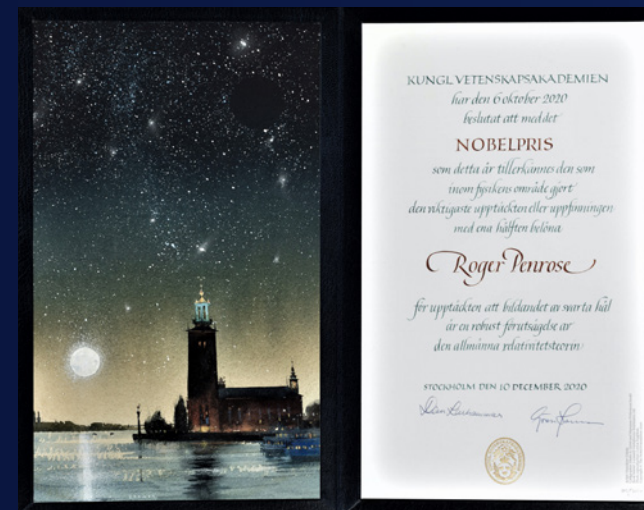 KUNGL. VETENSKAPSAKADEMIEN
har den 6 oktober 2020
beslutat att med det
NOBELPRIS
som detta år tillerkännes den som
inom fysikens område gjort
den viktigaste upptäckten eller uppfinningen
med ena hälften belöna
Roger Penrose
för upptäckten att bildandet av svarta hål
är en robust förutsägelse av
den allmänna relativitetsteorin
STOCKHOLM DEN 10 DECEMBER 2020